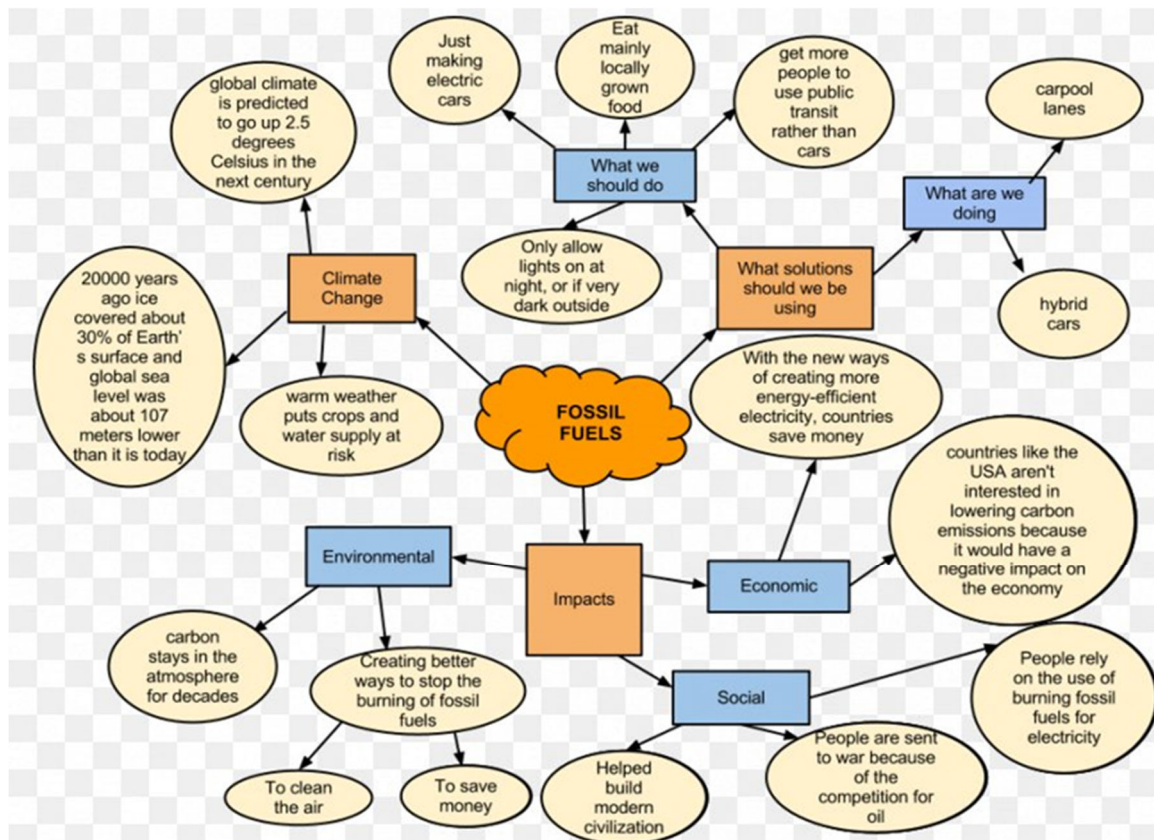 Just
making
electric
cars
Eat
mainly
locally
grown
food
get more
people to
use public
transit
rather than
cars
carpool
lanes
global climate
is predicted
to go up 2.5
degrees
Celsius in the
next century
What we
should do
What are we
doing
Only allow
lights on at
night, or if very
dark outside
What solutions
should we be
using
hybrid
cars
Climate
Change
20000 years
ago ice
covered about
30% of Earth'
s surface and
global sea
level was
about 107
meters lower
than it is today
warm weather
puts crops and
water supply at
risk
FOSSIL
FUELS
With the new ways
of creating more
energy-efficient
electricity, countries
save money
countries like the
USA aren't
interested in
lowering carbon
emissions because
it would have a
negative impact on
the economy
Environmental
Impacts
Economic
carbon
stays in the
atmosphere
for decades
Creating better
ways to stop the
burning of fossil
fuels
Social
People rely
on the use of
burning fossil
fuels for
electricity
To clean
the air
To save
money
Helped
build
modern
civilization
People are sent
to war because
of the
competition for
oil